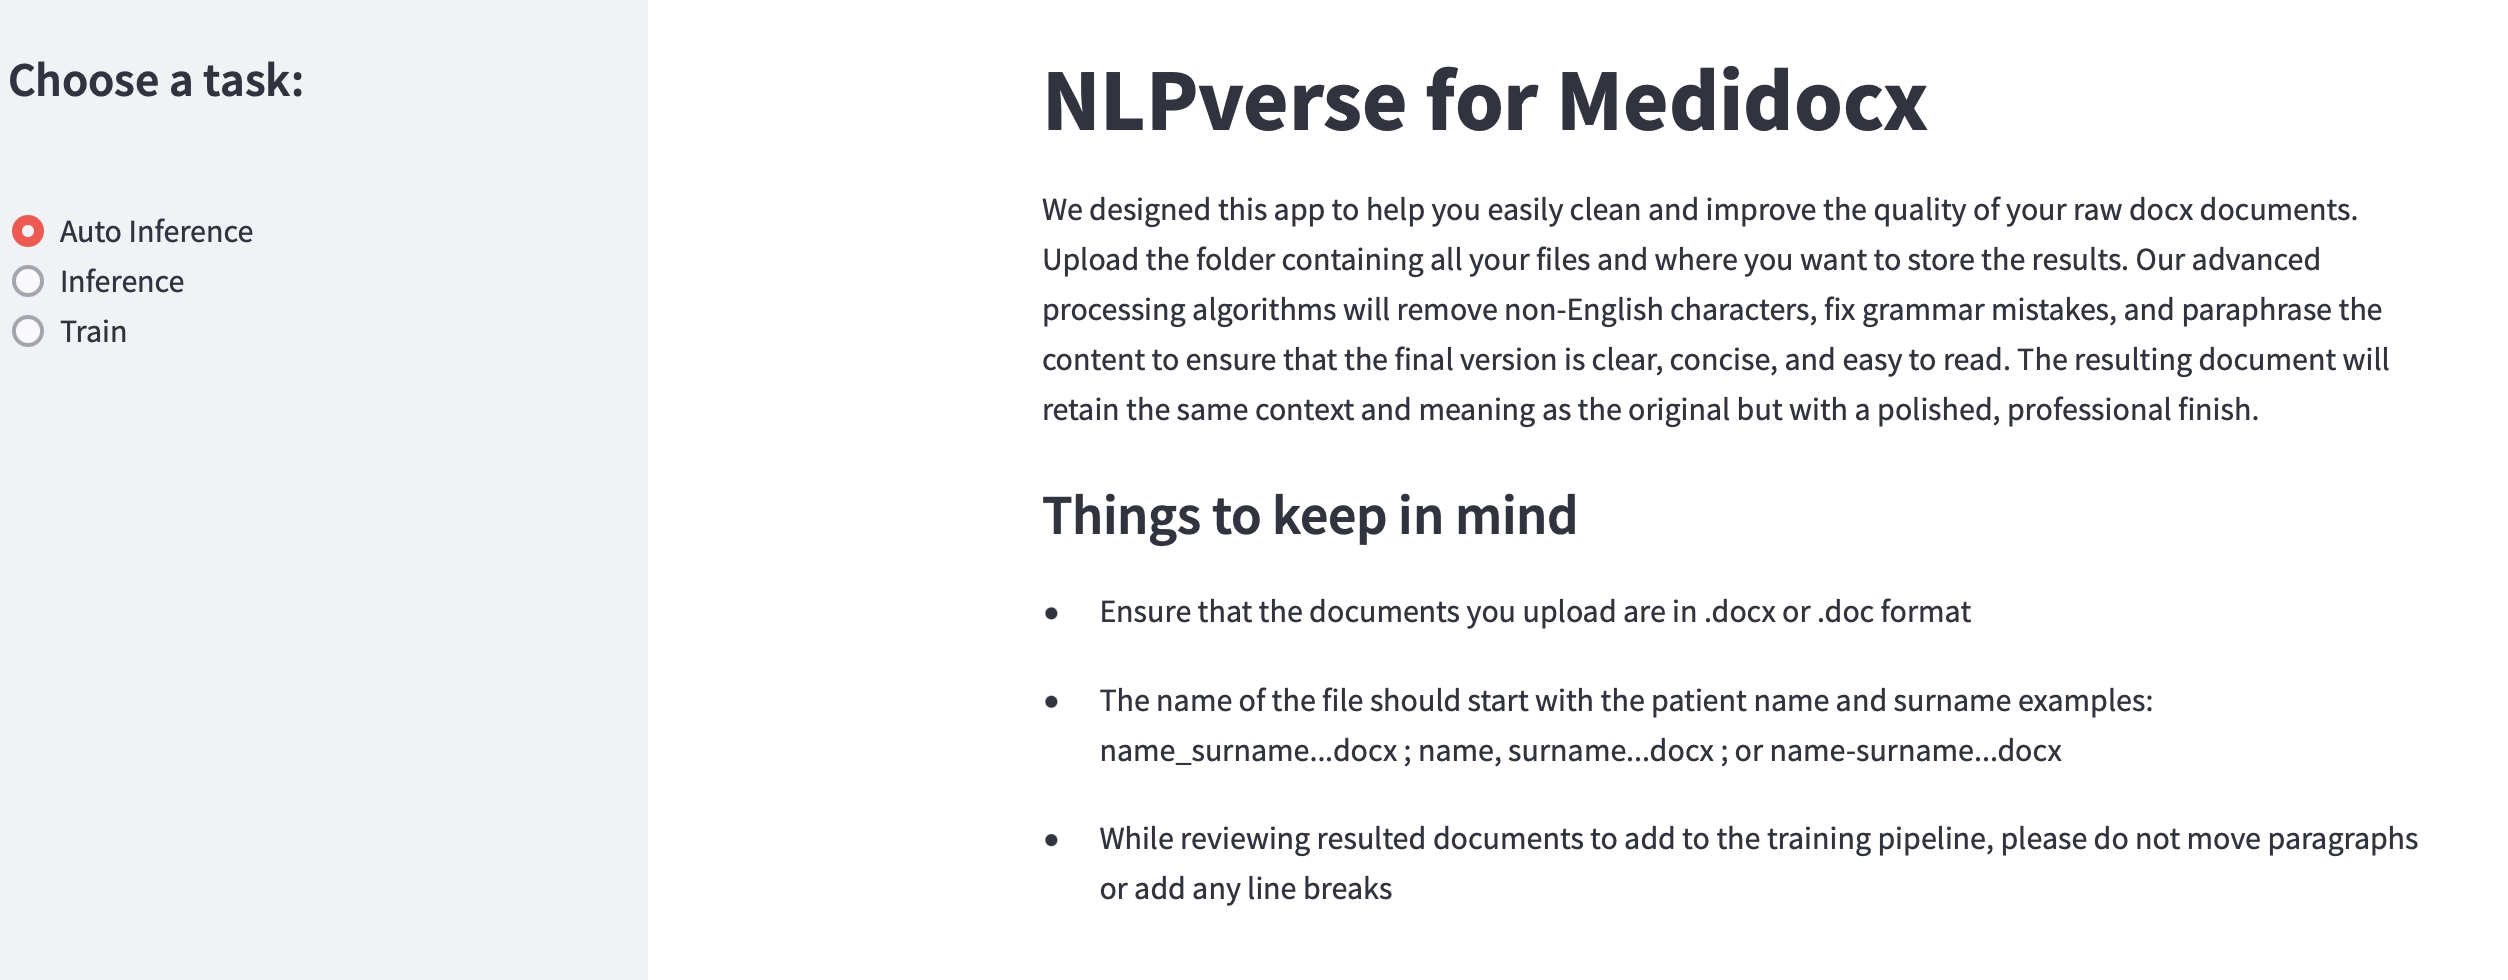 Choose a task:
Auto Inference
Inference
Train
NLPverse for Medidocx
We designed this app to help you easily clean and improve the quality of your raw docx documents.
Upload the folder containing all your files and where you want to store the results. Our advanced
processing algorithms will remove non-English characters, fix grammar mistakes, and paraphrase the
content to ensure that the final version is clear, concise, and easy to read. The resulting document will
retain the same context and meaning as the original but with a polished, professional finish.
Things to keep in mind
• Ensure that the documents you upload are in .docx or .doc format
• The name of the file should start with the patient name and surname examples:
name_surname...docx ; name, surname...docx ; or name-surname...docx
• While reviewing resulted documents to add to the training pipeline, please do not move paragraphs
or add any line breaks